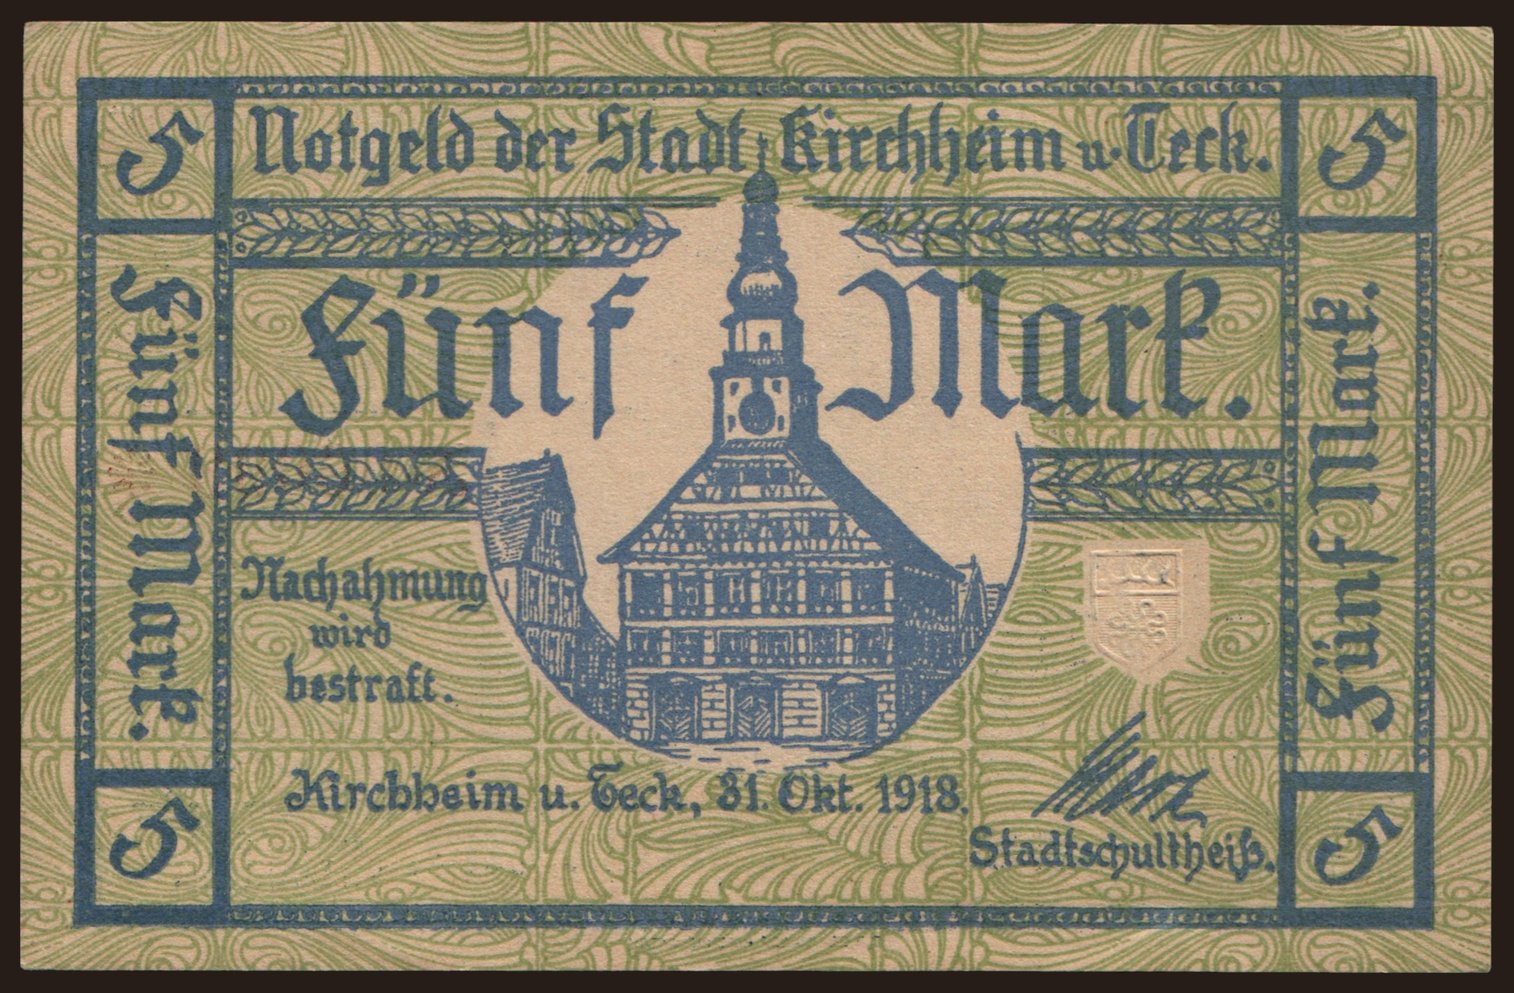 5
5
Notgeld der Stadt Kirchheim u. Teck.
Fünf Mark.
Fünf Mark.
Fünf Mark.
Nachahmung
wird
bestraft.
Kirchheim u. Teck, 31. Okt. 1918.
Stadtschultheiß.
5
5